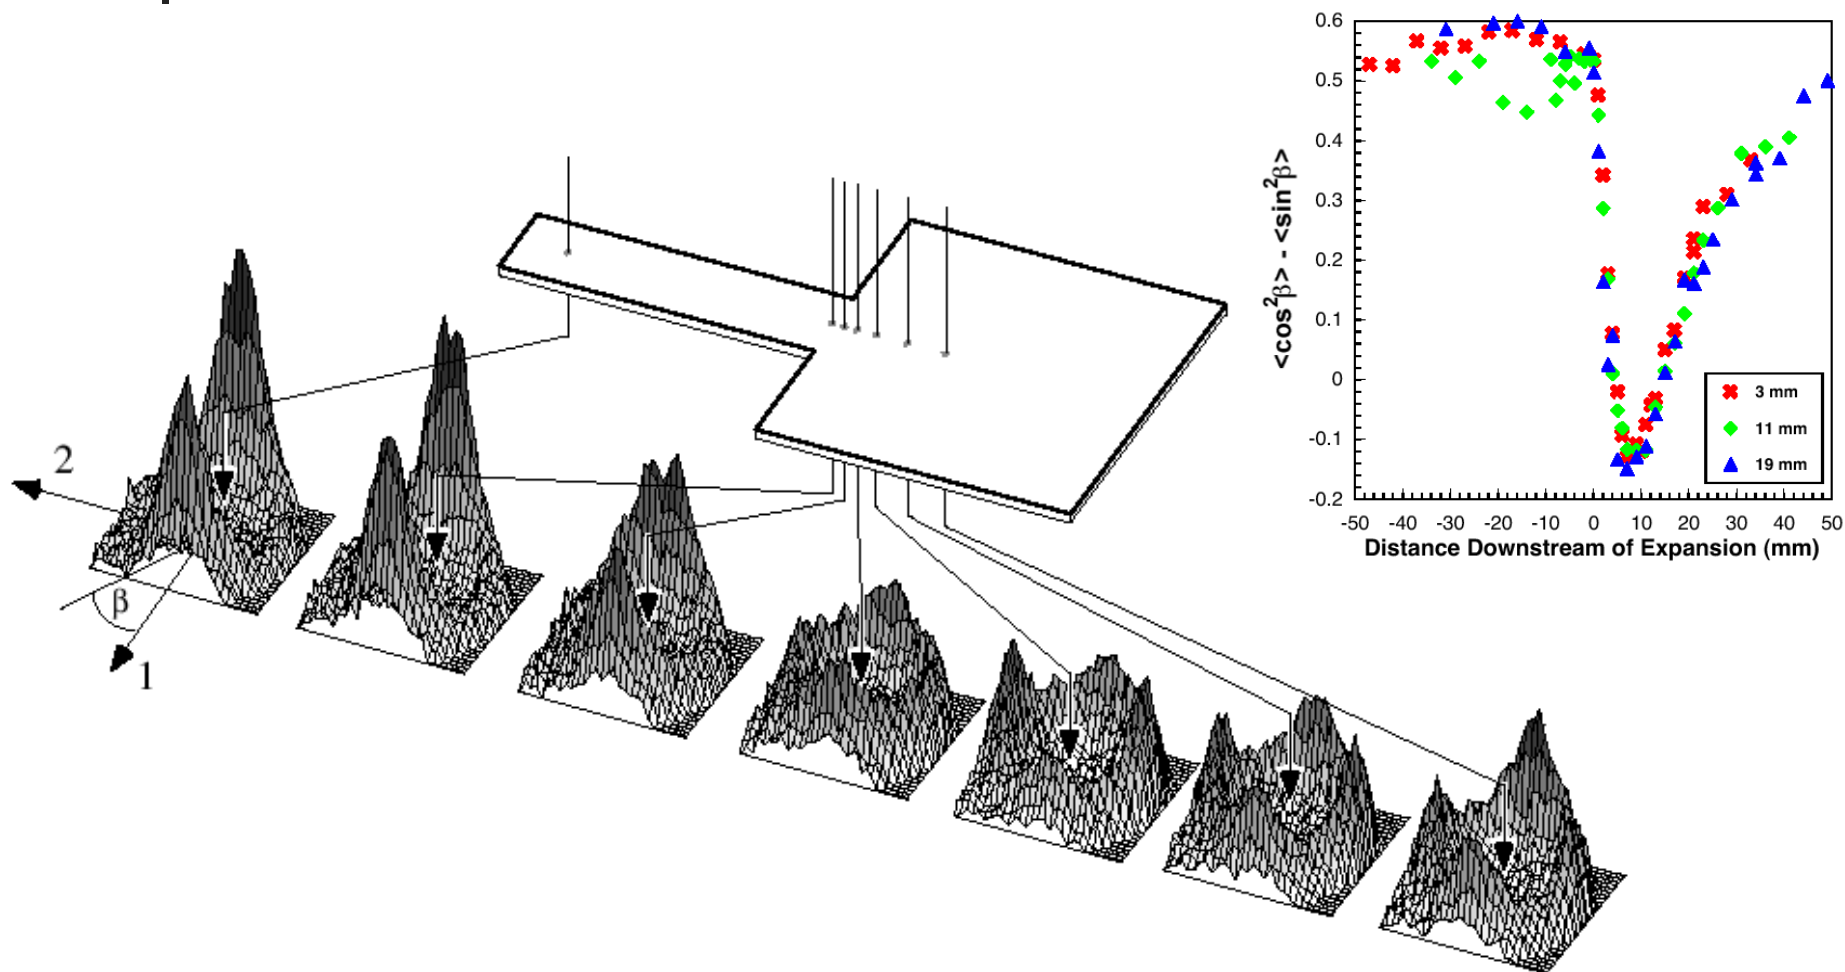 0.6
0.5
0.4
0.3
0.2
0.1
0
-0.1
-0.2
<cos²β> - <sin²β>
3 mm
11 mm
19 mm
-50 -40 -30 -20 -10 0 10 20 30 40 50
Distance Downstream of Expansion (mm)
2
β
1